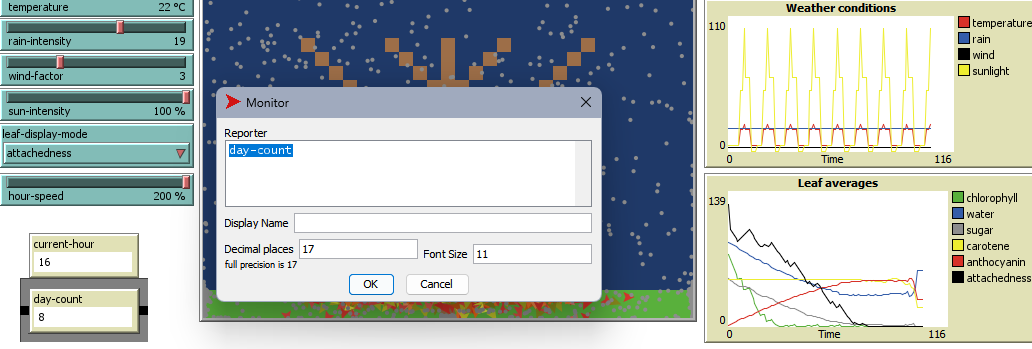 temperature 22 °C
rain-intensity 19
wind-factor 3
sun-intensity 100 %
leaf-display-mode
attachedness
hour-speed 200 %
current-hour
16
day-count
8
Monitor
Reporter
day-count
Display Name
Decimal places 17
full precision is 17
Font Size 11
OK Cancel
Weather conditions
110
0
0 Time 116
temperature
rain
wind
sunlight
Leaf averages
139
0
0 Time 116
chlorophyll
water
sugar
carotene
anthocyanin
attachedness